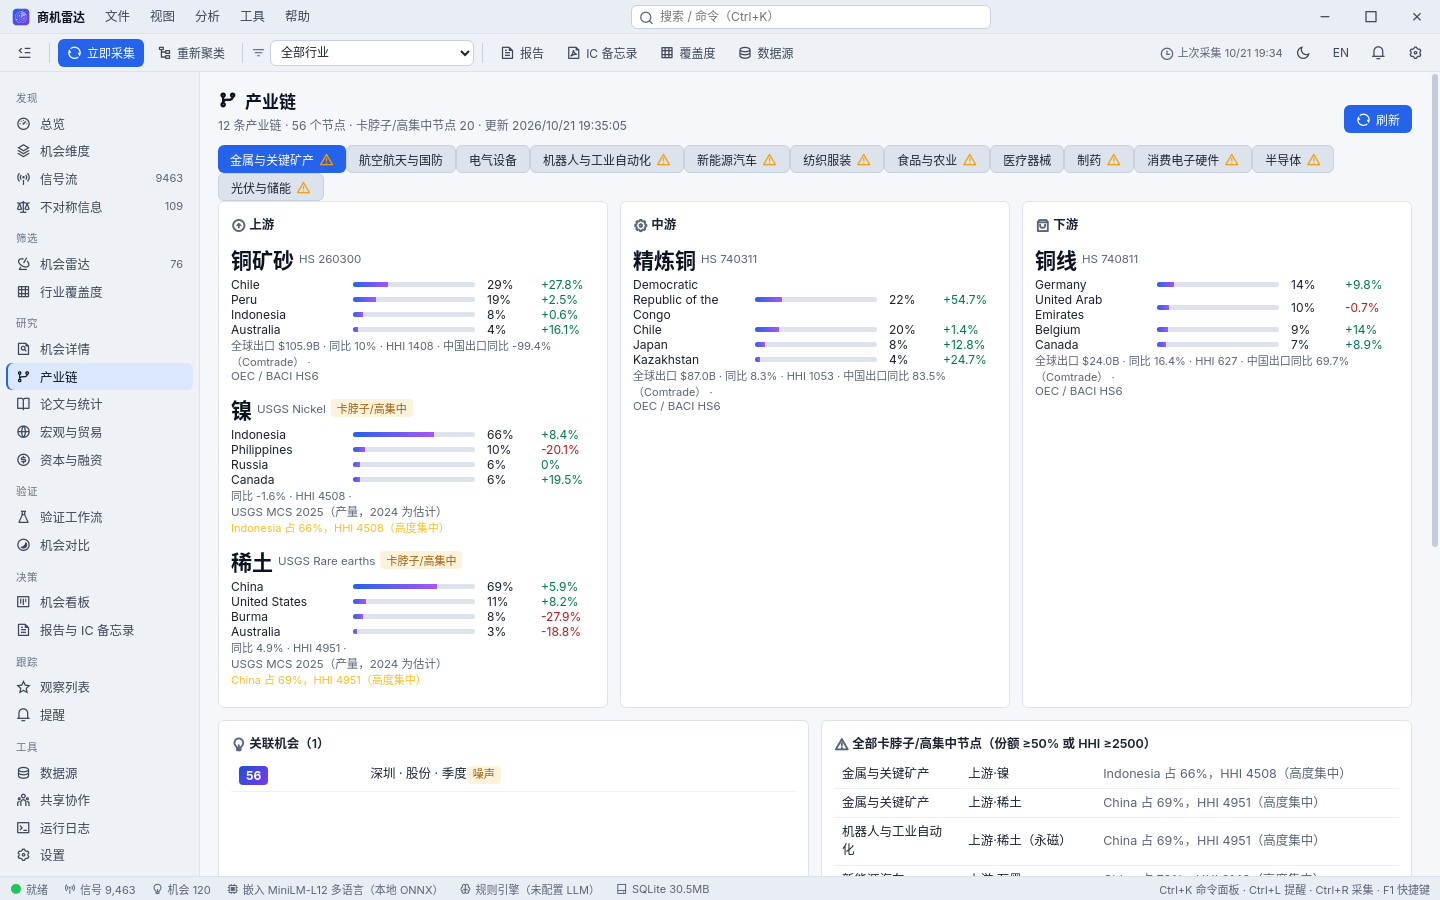 商机雷达 文件 视图 分析 工具 帮助 搜索 / 命令（Ctrl+K）
立即采集 重新聚类 全部行业 报告 IC 备忘录 覆盖度 数据源 上次采集 10/21 19:34 EN
发现
总览
机会维度
信号流 9463
不对称信息 109
筛选
机会雷达 76
行业覆盖度
研究
机会详情
产业链
论文与统计
宏观与贸易
资本与融资
验证
验证工作流
机会对比
决策
机会看板
报告与 IC 备忘录
跟踪
观察列表
提醒
工具
数据源
共享协作
运行日志
设置
产业链
12 条产业链 · 56 个节点 · 卡脖子/高集中节点 20 · 更新 2026/10/21 19:35:05
刷新
金属与关键矿产 航空航天与国防 电气设备 机器人与工业自动化 新能源汽车 纺织服装 食品与农业 医疗器械 制药 消费电子硬件 半导体
光伏与储能
上游
铜矿砂 HS 260300
Chile 29% +27.8%
Peru 19% +2.5%
Indonesia 8% +0.6%
Australia 4% +16.1%
全球出口 $105.9B · 同比 10% · HHI 1408 · 中国出口同比 -99.4%
（Comtrade） ·
OEC / BACI HS6
镍 USGS Nickel 卡脖子/高集中
Indonesia 66% +8.4%
Philippines 10% -20.1%
Russia 6% 0%
Canada 6% +19.5%
同比 -1.6% · HHI 4508 ·
USGS MCS 2025（产量，2024 为估计）
Indonesia 占 66%，HHI 4508（高度集中）
稀土 USGS Rare earths 卡脖子/高集中
China 69% +5.9%
United States 11% +8.2%
Burma 8% -27.9%
Australia 3% -18.8%
同比 4.9% · HHI 4951 ·
USGS MCS 2025（产量，2024 为估计）
China 占 69%，HHI 4951（高度集中）
中游
精炼铜 HS 740311
Democratic
Republic of the 22% +54.7%
Congo
Chile 20% +1.4%
Japan 8% +12.8%
Kazakhstan 4% +24.7%
全球出口 $87.0B · 同比 8.3% · HHI 1053 · 中国出口同比 83.5%
（Comtrade） ·
OEC / BACI HS6
下游
铜线 HS 740811
Germany 14% +9.8%
United Arab
Emirates 10% -0.7%
Belgium 9% +14%
Canada 7% +8.9%
全球出口 $24.0B · 同比 16.4% · HHI 627 · 中国出口同比 69.7%
（Comtrade） ·
OEC / BACI HS6
关联机会（1）
56 深圳 · 股份 · 季度 噪声
全部卡脖子/高集中节点（份额 ≥50% 或 HHI ≥2500）
金属与关键矿产 上游·镍 Indonesia 占 66%，HHI 4508（高度集中）
金属与关键矿产 上游·稀土 China 占 69%，HHI 4951（高度集中）
机器人与工业自动
化 上游·稀土（永磁） China 占 69%，HHI 4951（高度集中）
就绪 信号 9,463 机会 120 嵌入 MiniLM-L12 多语言（本地 ONNX） 规则引擎（未配置 LLM） SQLite 30.5MB Ctrl+K 命令面板 · Ctrl+L 提醒 · Ctrl+R 采集 · F1 快捷键